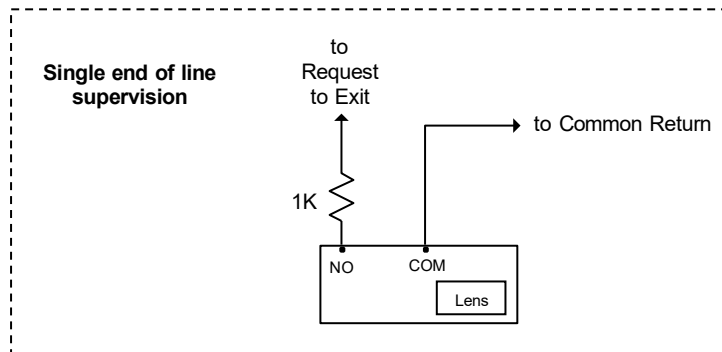 Single end of line
supervision
to
Request
to Exit
to Common Return
1K
NO
COM
Lens